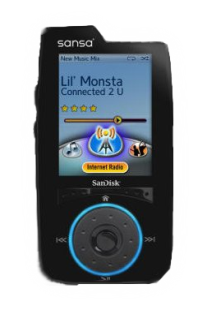 sansa
New Music Mix
Lil' Monsta
Connected 2 U
Internet Radio
SanDisk